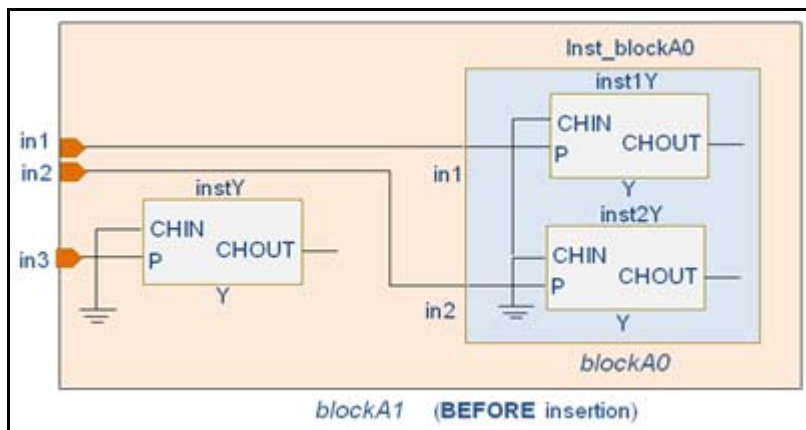 Inst_blockA0
inst1Y
CHIN
CHOUT
P
Y
in1
in2
in1
instY
CHIN
CHOUT
P
Y
in3
inst2Y
CHIN
CHOUT
P
Y
in2
blockA0
blockA1 (BEFORE insertion)